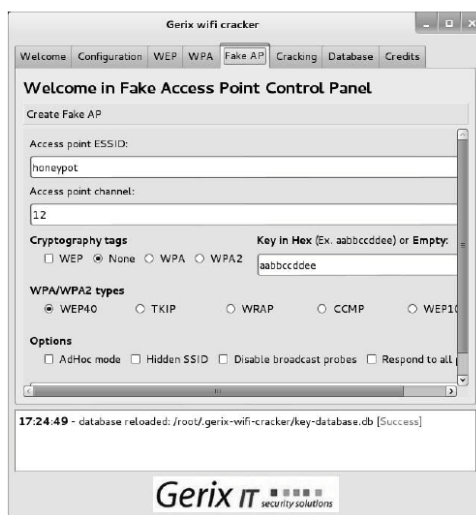 Gerix wifi cracker
Welcome Configuration WEP WPA Fake AP Cracking Database Credits
Welcome in Fake Access Point Control Panel
Create Fake AP
Access point ESSID:
honeypot
Access point channel:
12
Cryptography tags Key in Hex (Ex. aabbccddee) or Empty:
WEP None WPA WPA2 aabbccddee
WPA/WPA2 types
WEP40 TKIP WRAP CCMP WEP10
Options
AdHoc mode Hidden SSID Disable broadcast probes Respond to all
17:24:49 - database reloaded: /root/.gerix-wifi-cracker/key-database.db [Success]
Gerix IT security solutions